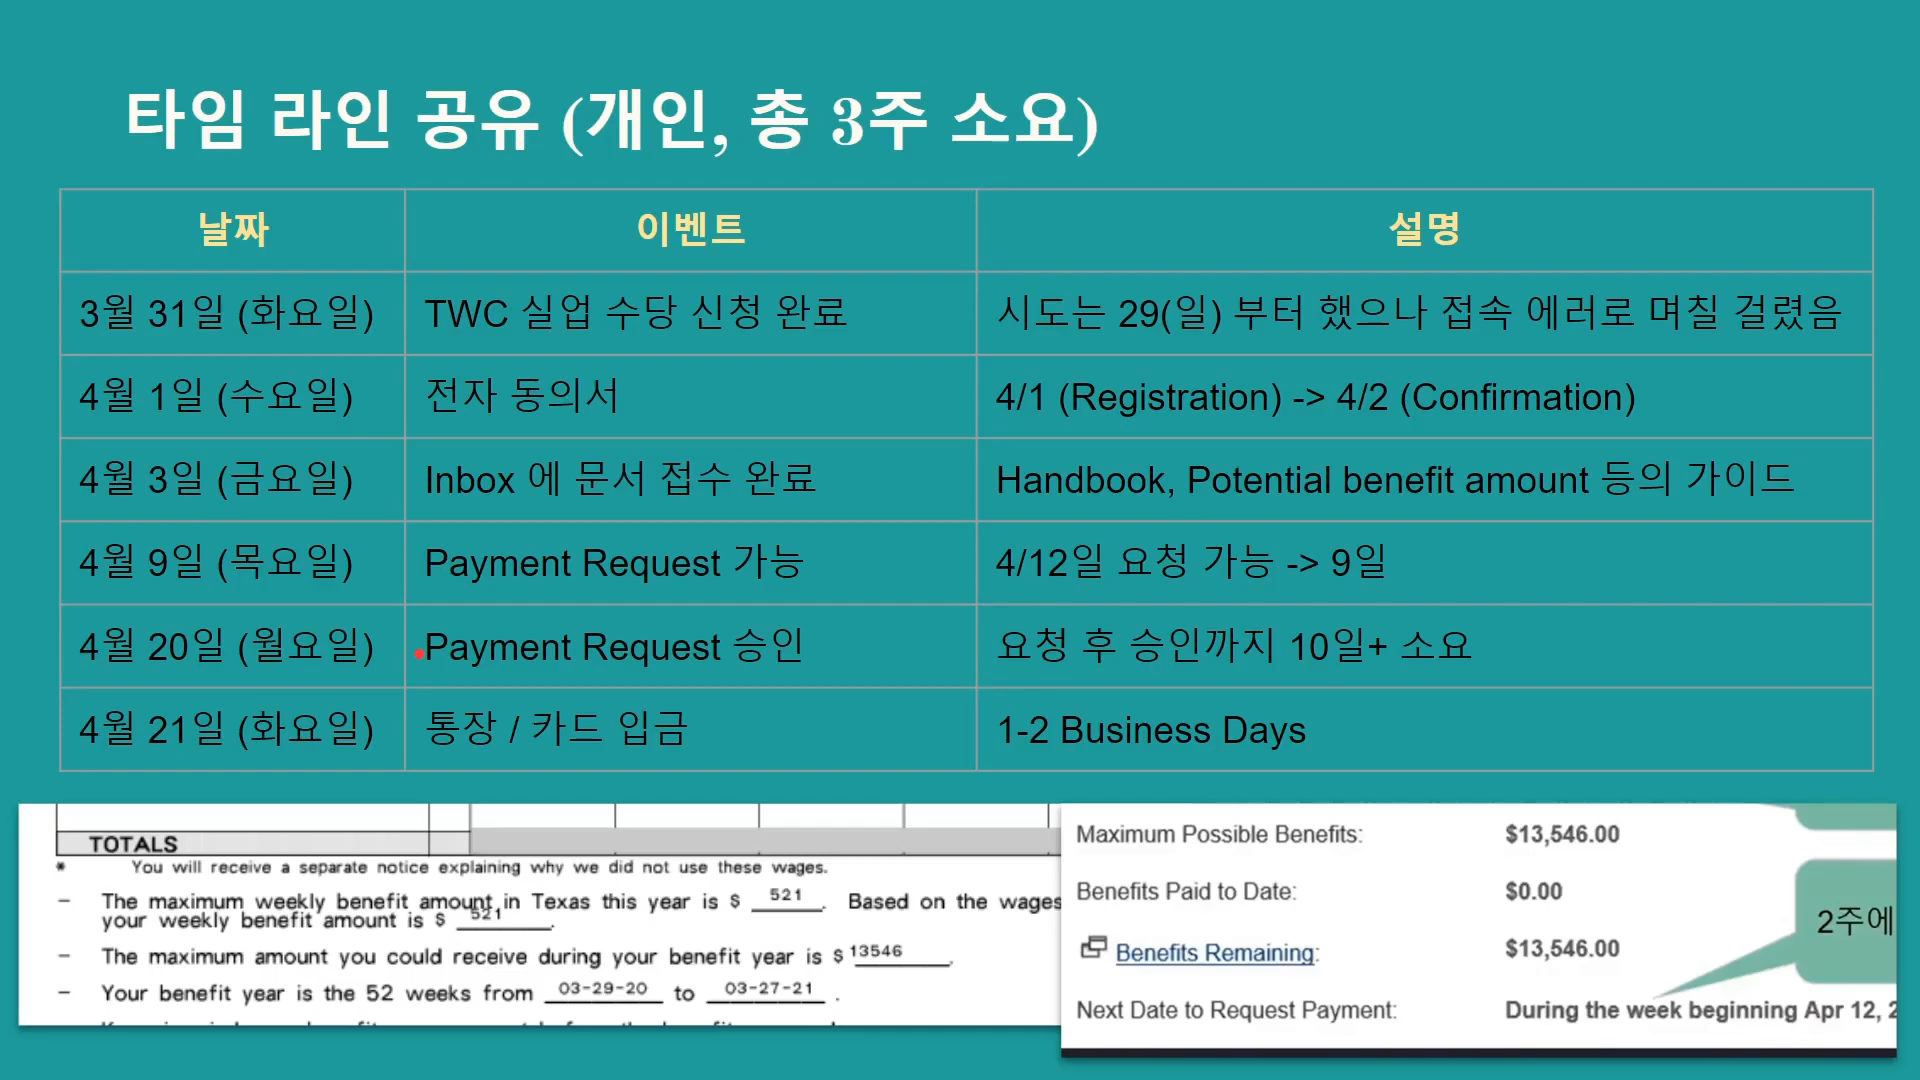 타임 라인 공유 (개인, 총 3주 소요)
날짜 이벤트 설명
3월 31일 (화요일) TWC 실업 수당 신청 완료 시도는 29(일) 부터 했으나 접속 에러로 며칠 걸렸음
4월 1일 (수요일) 전자 동의서 4/1 (Registration) -> 4/2 (Confirmation)
4월 3일 (금요일) Inbox 에 문서 접수 완료 Handbook, Potential benefit amount 등의 가이드
4월 9일 (목요일) Payment Request 가능 4/12일 요청 가능 -> 9일
4월 20일 (월요일) Payment Request 승인 요청 후 승인까지 10일+ 소요
4월 21일 (화요일) 통장 / 카드 입금 1-2 Business Days
TOTALS
* You will receive a separate notice explaining why we did not use these wages.
– The maximum weekly benefit amount in Texas this year is $ 521. Based on the wages
your weekly benefit amount is $ 521.
– The maximum amount you could receive during your benefit year is $ 13546.
– Your benefit year is the 52 weeks from 03-29-20 to 03-27-21.
Maximum Possible Benefits: $13,546.00
Benefits Paid to Date: $0.00
Benefits Remaining: $13,546.00
Next Date to Request Payment: During the week beginning Apr 12, 2
2주에